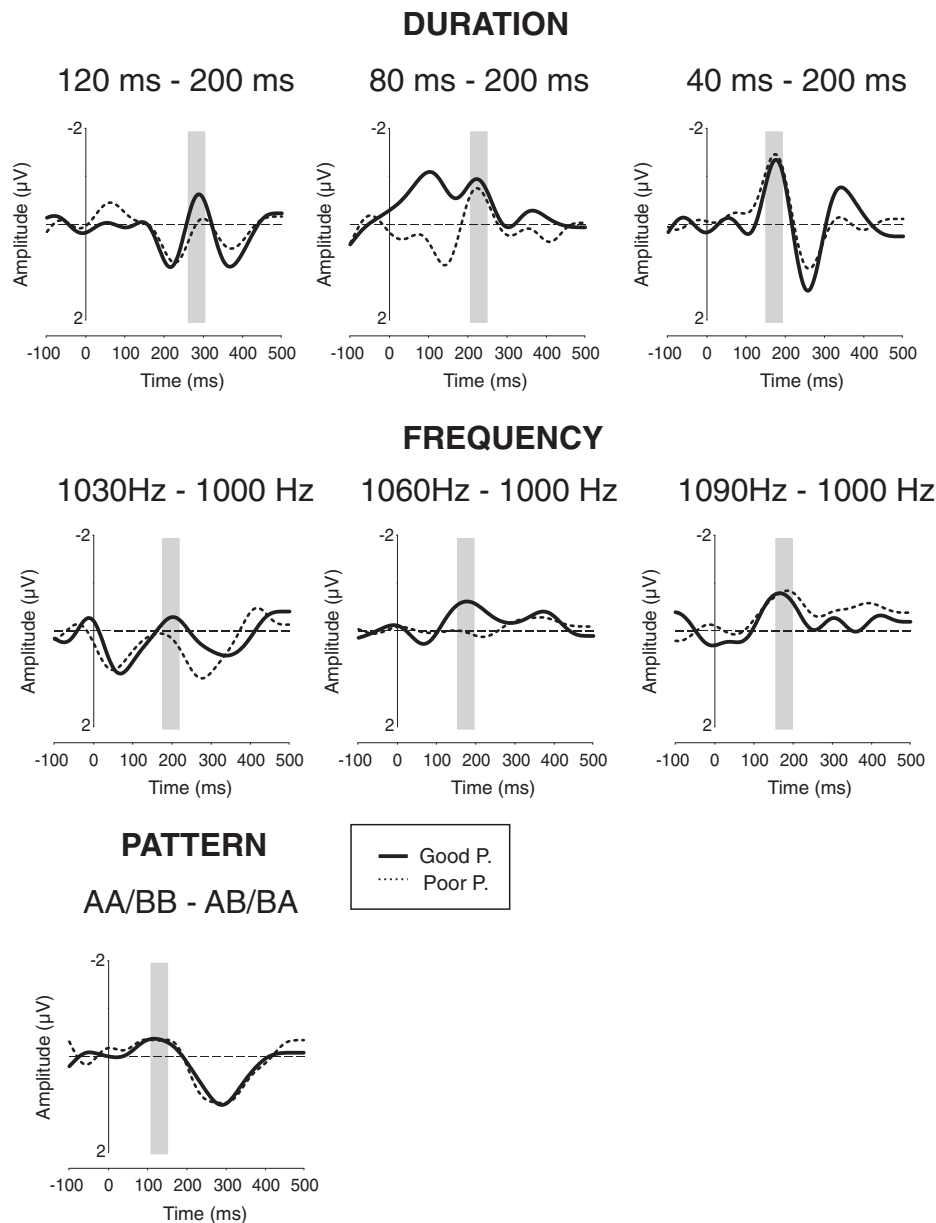 DURATION
120 ms - 200 ms
80 ms - 200 ms
40 ms - 200 ms
-2
Amplitude (µV)
2
-100 0 100 200 300 400 500
Time (ms)
-2
Amplitude (µV)
2
-100 0 100 200 300 400 500
Time (ms)
-2
Amplitude (µV)
2
-100 0 100 200 300 400 500
Time (ms)
FREQUENCY
1030Hz - 1000 Hz
1060Hz - 1000 Hz
1090Hz - 1000 Hz
-2
Amplitude (µV)
2
-100 0 100 200 300 400 500
Time (ms)
-2
Amplitude (µV)
2
-100 0 100 200 300 400 500
Time (ms)
-2
Amplitude (µV)
2
-100 0 100 200 300 400 500
Time (ms)
PATTERN
AA/BB - AB/BA
Good P.
Poor P.
-2
Amplitude (µV)
2
-100 0 100 200 300 400 500
Time (ms)